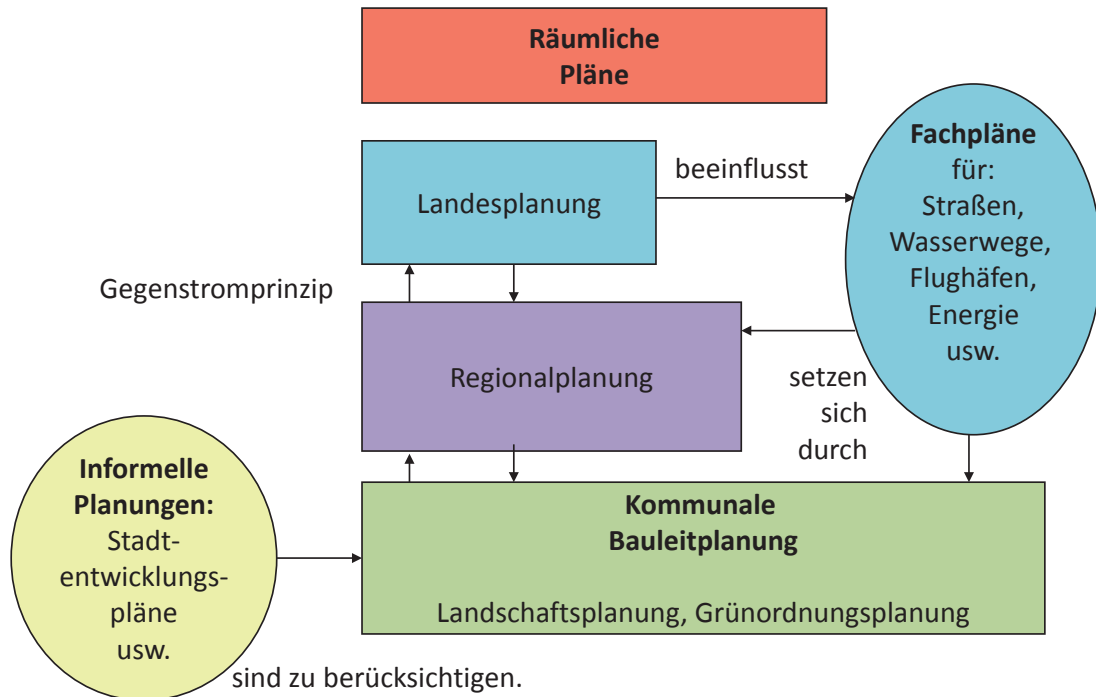 Räumliche
Pläne
Landesplanung
beeinflusst
Fachpläne
für:
Straßen,
Wasserwege,
Flughäfen,
Energie
usw.
Gegenstromprinzip
Regionalplanung
setzen
sich
durch
Informelle
Planungen:
Stadt-
entwicklungs-
pläne
usw.
Kommunale
Bauleitplanung
Landschaftsplanung, Grünordnungsplanung
sind zu berücksichtigen.